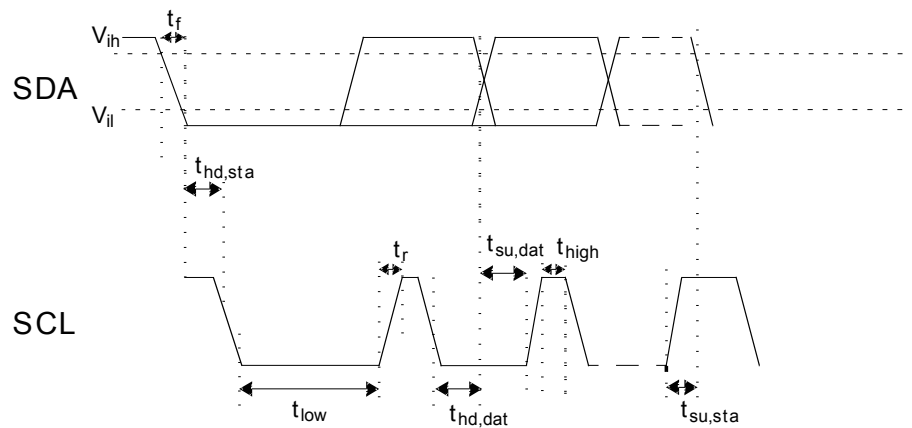 t_f
V_ih
SDA
V_il
t_hd,sta
t_r
t_su,dat
t_high
SCL
t_low
t_hd,dat
t_su,sta